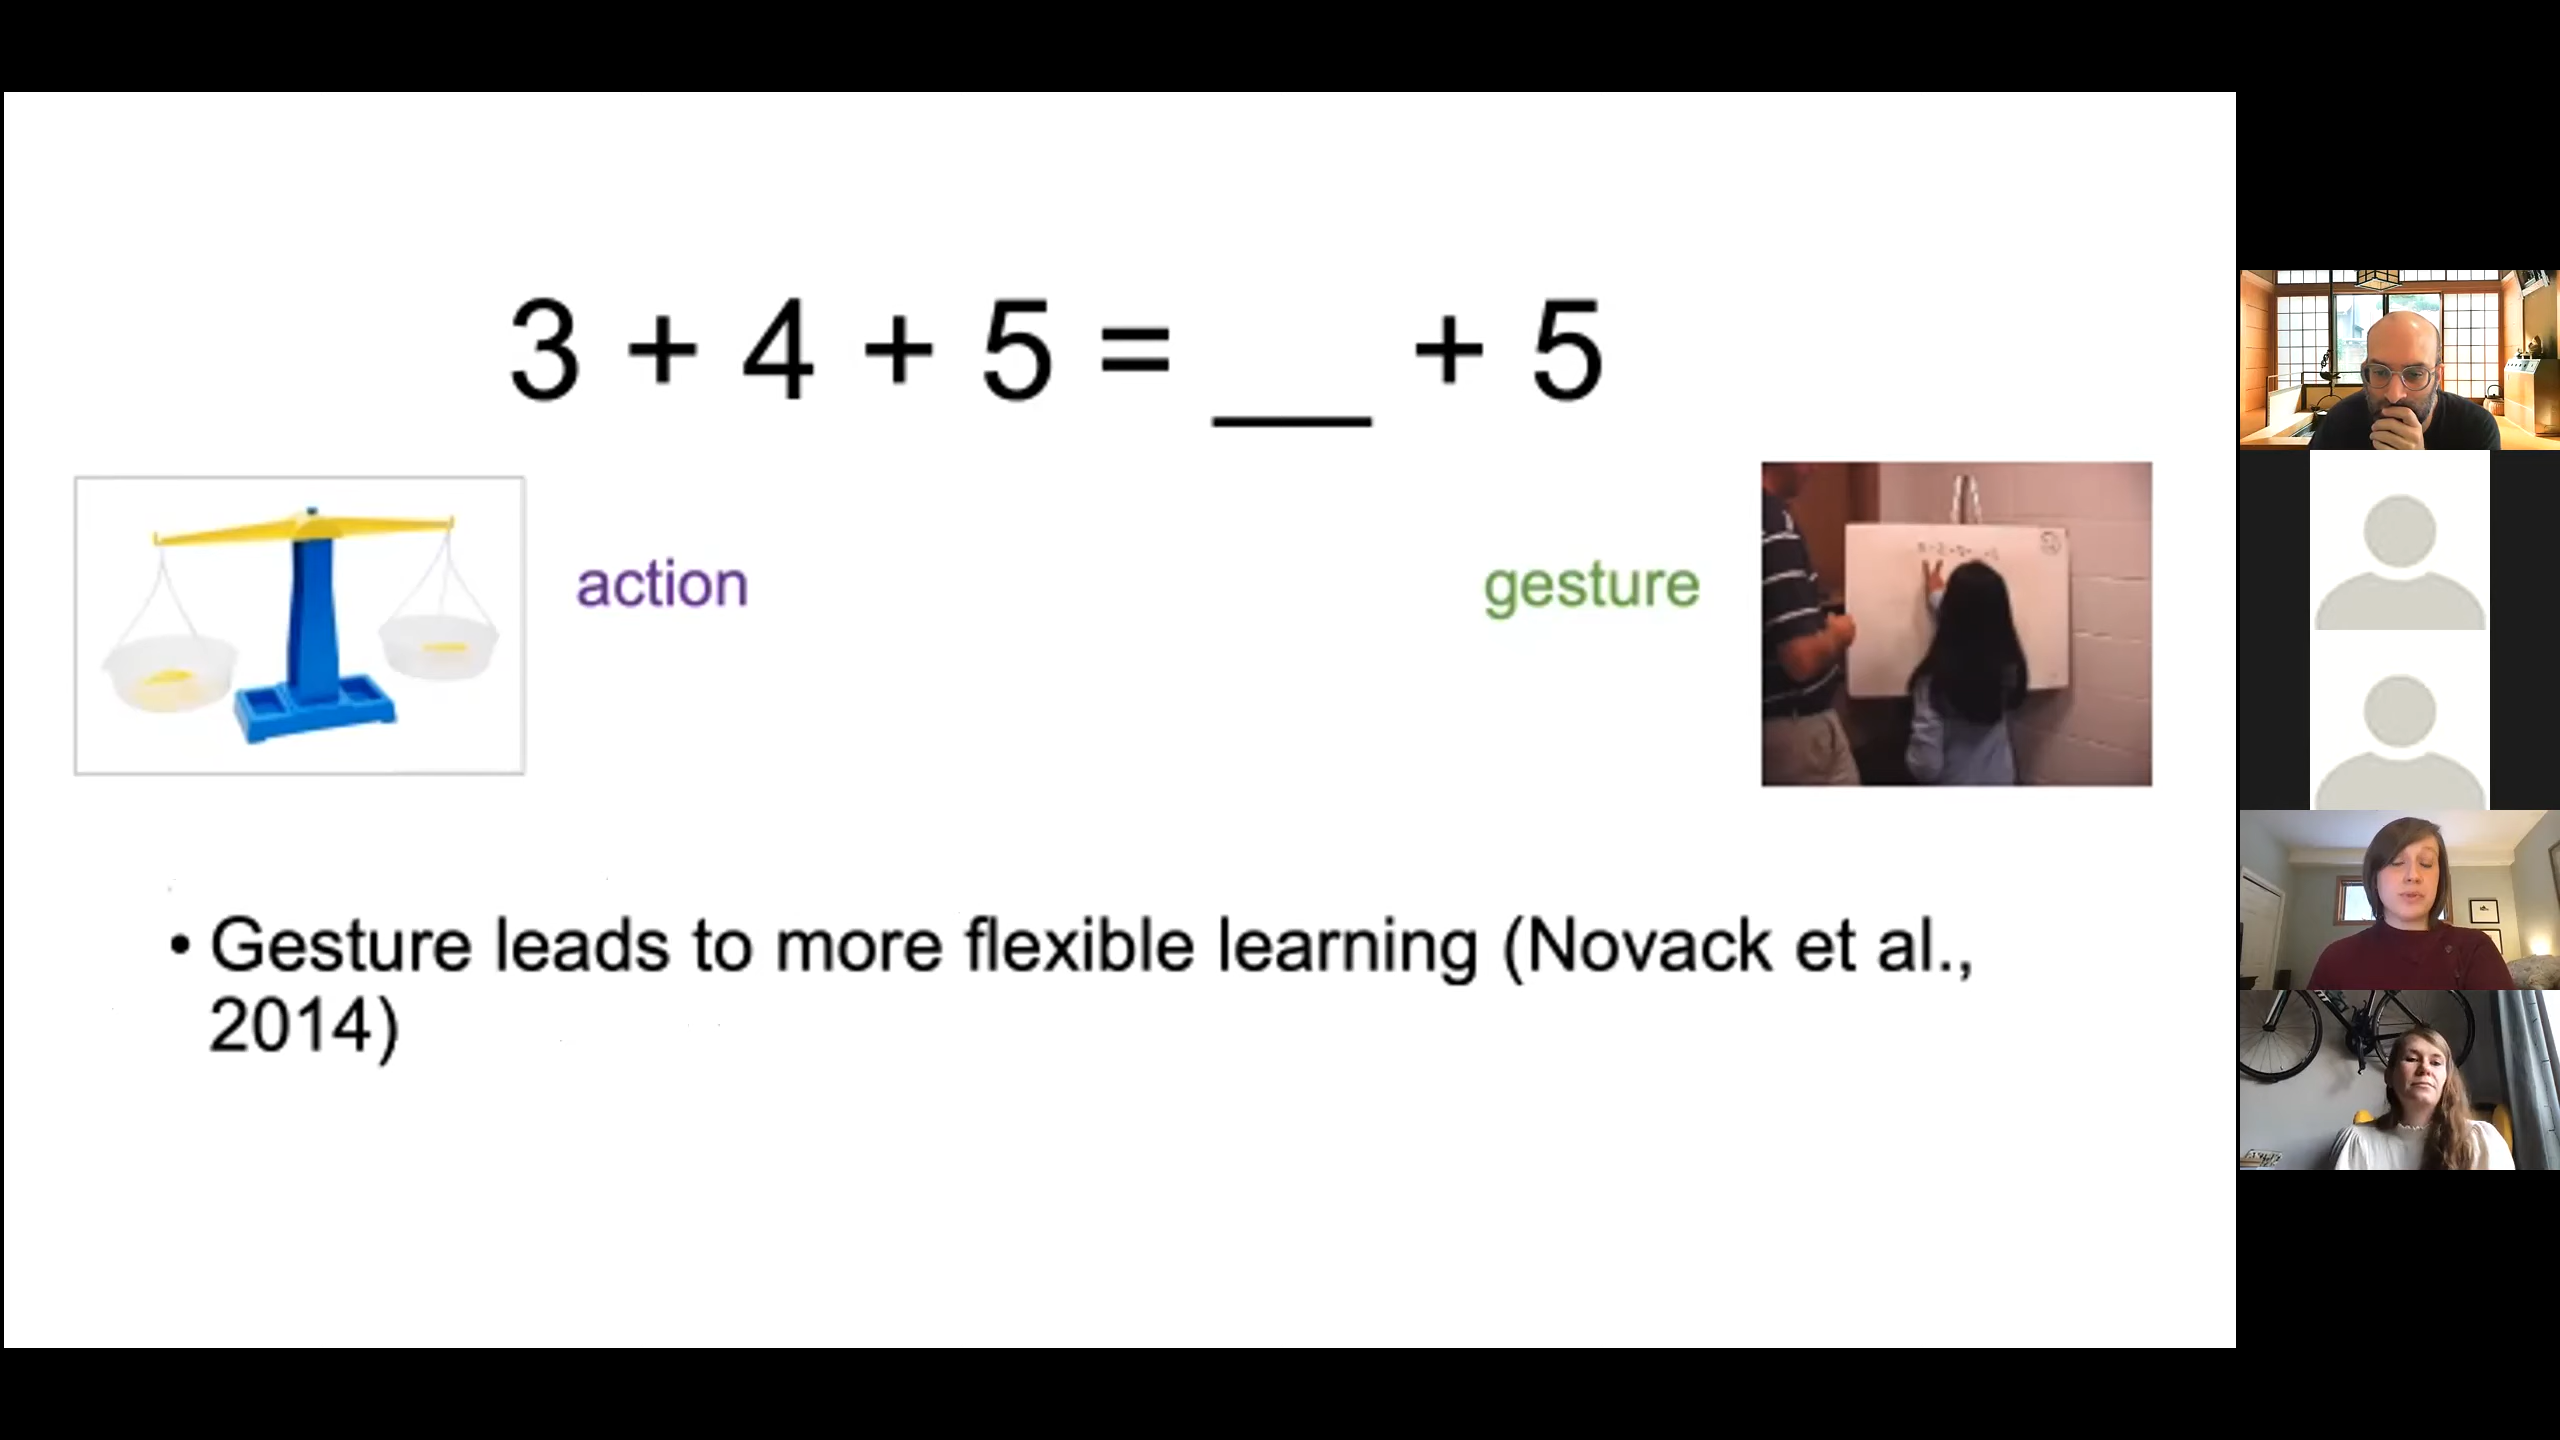 3 + 4 + 5 = __ + 5
action
gesture
• Gesture leads to more flexible learning (Novack et al.,
2014)